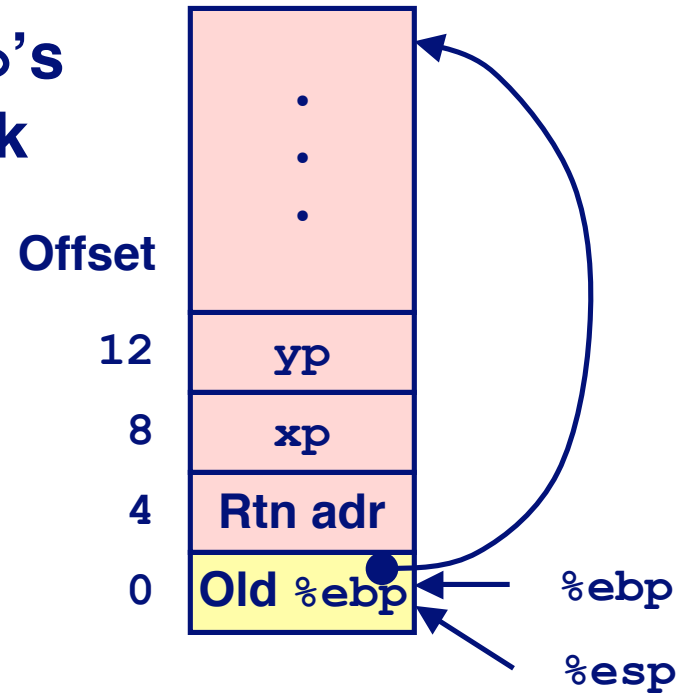 ’s
k
Offset
12 yp
8 xp
4 Rtn adr
0 Old %ebp %ebp
%esp